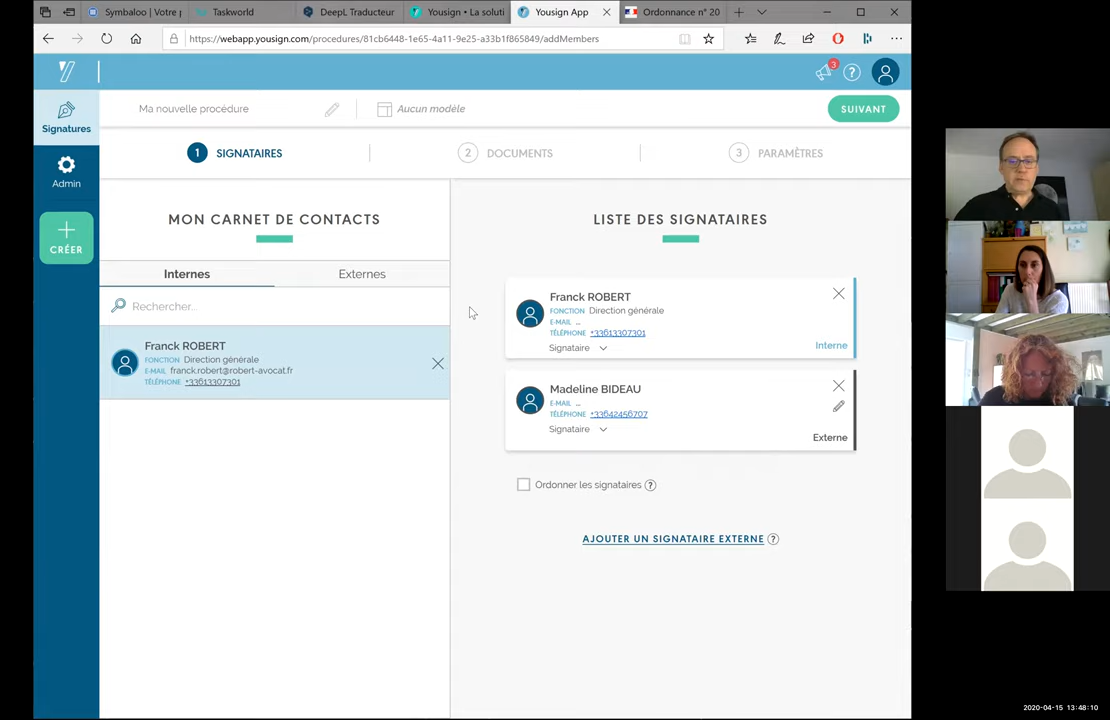 Symbaloo | Votre p
Taskworld
DeepL Traducteur
Yousign • La soluti
Yousign App
Ordonnance n° 20
https://webapp.yousign.com/procedures/81cb6448-1e65-4a11-9e25-a33b1f865849/addMembers
3
?
Signatures
Admin
CRÉER
Ma nouvelle procédure
Aucun modèle
SUIVANT
1 SIGNATAIRES
2 DOCUMENTS
3 PARAMÈTRES
MON CARNET DE CONTACTS
Internes
Externes
Rechercher...
Franck ROBERT
FONCTION Direction générale
E-MAIL franck.robert@robert-avocat.fr
TÉLÉPHONE +33613307301
LISTE DES SIGNATAIRES
Franck ROBERT
FONCTION Direction générale
E-MAIL ...
TÉLÉPHONE +33613307301
Signataire
Interne
Madeline BIDEAU
E-MAIL ...
TÉLÉPHONE +33642456707
Signataire
Externe
Ordonner les signataires ?
AJOUTER UN SIGNATAIRE EXTERNE ?
2020-04-15 13:48:10